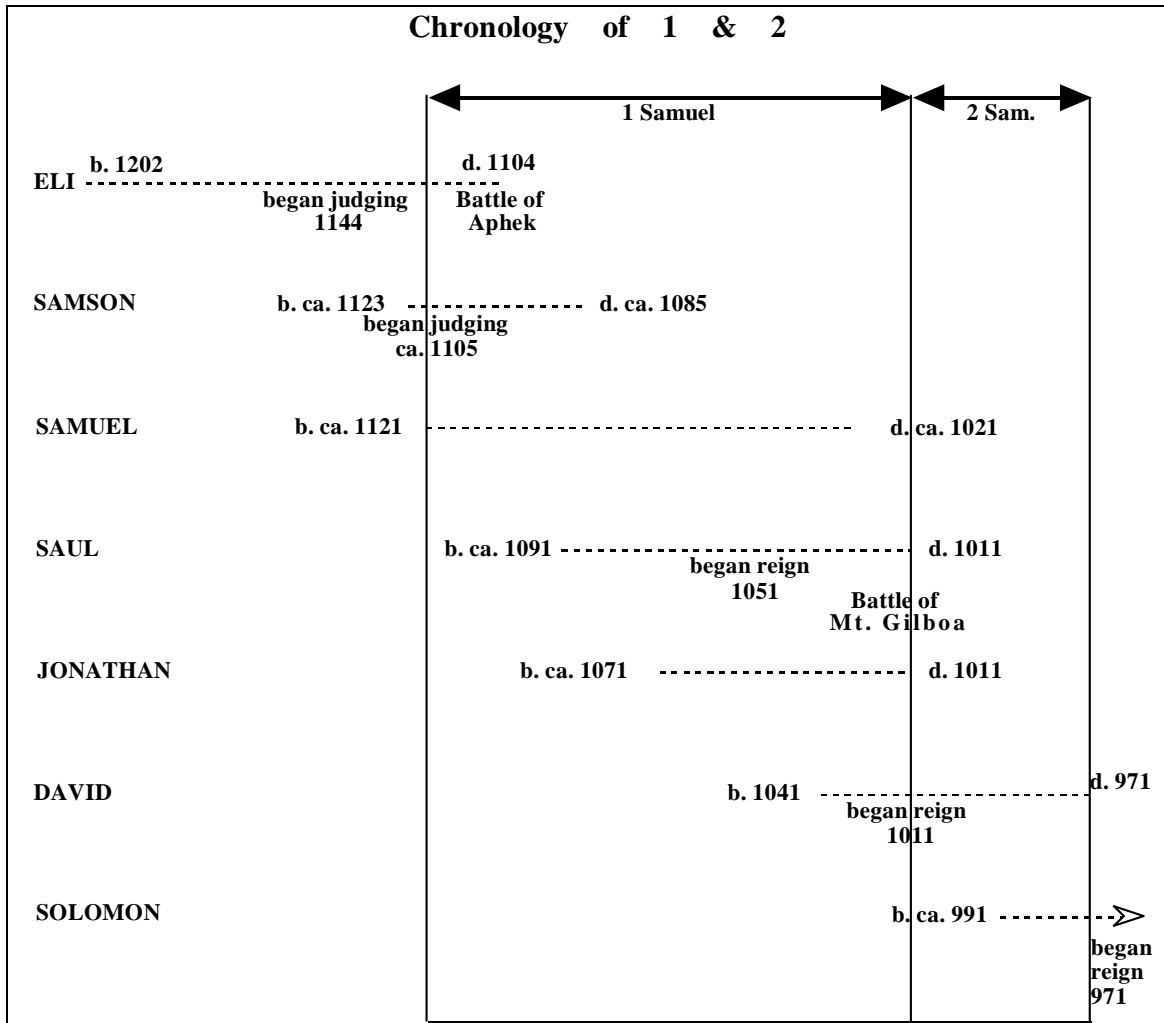 Chronology of 1 & 2
1 Samuel
2 Sam.
ELI
b. 1202
d. 1104
began judging
1144
Battle of
Aphek
SAMSON
b. ca. 1123
d. ca. 1085
began judging
ca. 1105
SAMUEL
b. ca. 1121
d. ca. 1021
SAUL
b. ca. 1091
d. 1011
began reign
1051
Battle of
Mt. Gilboa
JONATHAN
b. ca. 1071
d. 1011
DAVID
b. 1041
d. 971
began reign
1011
SOLOMON
b. ca. 991
began
reign
971